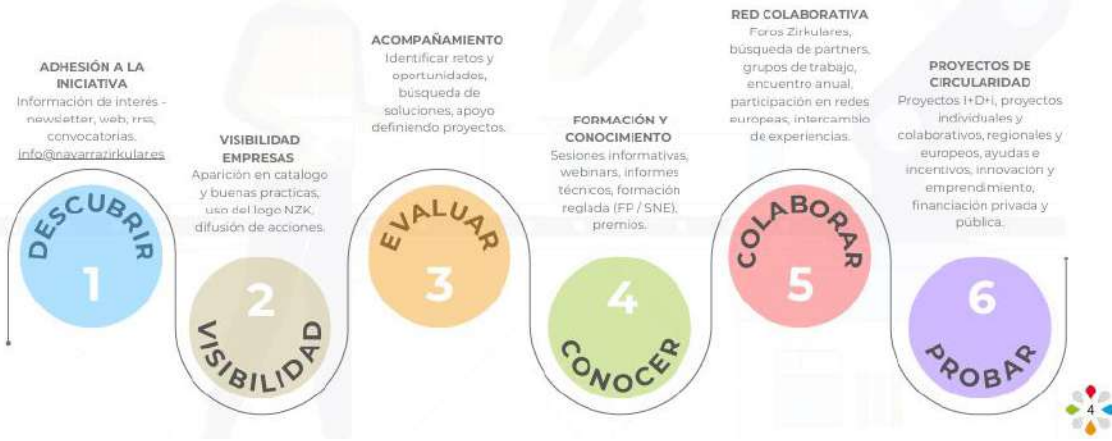 ADHESIÓN A LA
INICIATIVA
Información de interés -
newsletter, web, rrss,
convocatorias.
info@navarrazirkular.es
DESCUBRIR
1
VISIBILIDAD
EMPRESAS
Aparición en catalogo
y buenas practicas,
uso del logo NZK,
difusión de acciones.
2
VISIBILIDAD
ACOMPAÑAMIENTO
Identificar retos y
oportunidades,
búsqueda de
soluciones, apoyo
definiendo proyectos.
EVALUAR
3
FORMACIÓN Y
CONOCIMIENTO
Sesiones informativas,
webinars, informes
técnicos, formación
reglada (FP / SNE),
premios.
4
CONOCER
RED COLABORATIVA
Foros Zirkulares,
búsqueda de partners,
grupos de trabajo,
encuentro anual,
participación en redes
europeas, intercambio
de experiencias.
COLABORAR
5
PROYECTOS DE
CIRCULARIDAD
Proyectos I+D+i, proyectos
individuales y
colaborativos, regionales y
europeos, ayudas e
incentivos, innovación y
emprendimiento,
financiación privada y
pública.
6
PROBAR
4